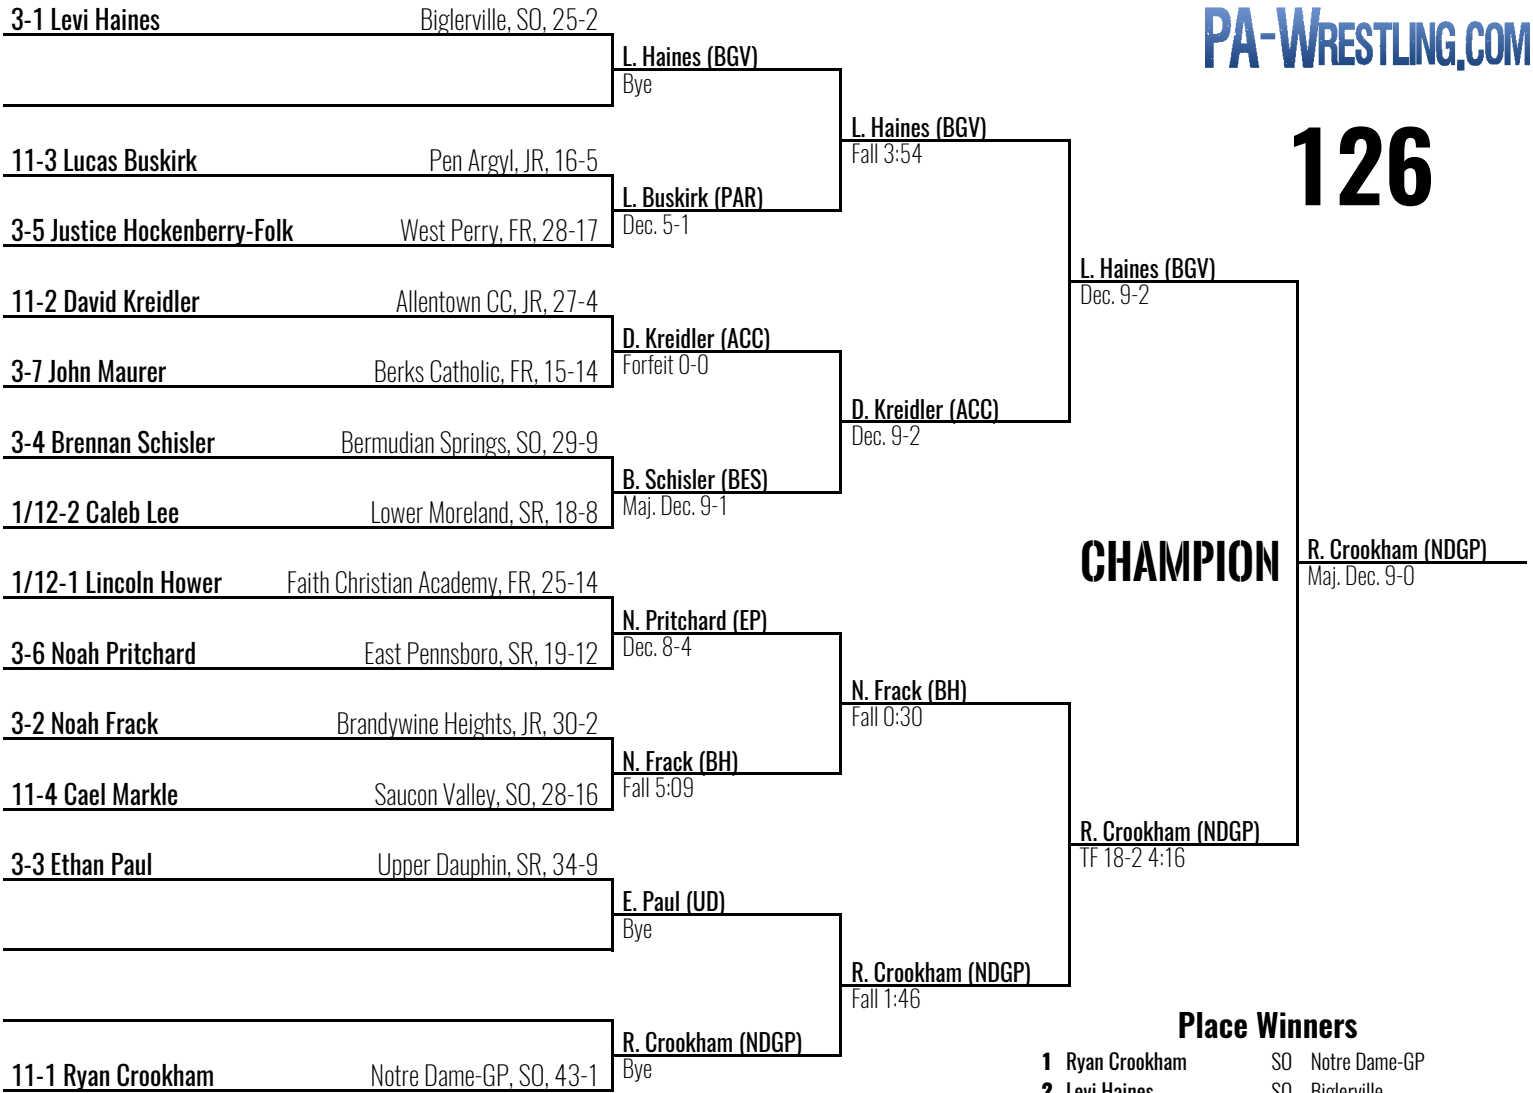 3-1 Levi Haines Biglerville, SO, 25-2
PA-WRESTLING.COM
L. Haines (BGV)
Bye
126
L. Haines (BGV)
Fall 3:54
11-3 Lucas Buskirk Pen Argyl, JR, 16-5
L. Buskirk (PAR)
Dec. 5-1
3-5 Justice Hockenberry-Folk West Perry, FR, 28-17
L. Haines (BGV)
Dec. 9-2
11-2 David Kreidler Allentown CC, JR, 27-4
D. Kreidler (ACC)
Forfeit 0-0
3-7 John Maurer Berks Catholic, FR, 15-14
D. Kreidler (ACC)
Dec. 9-2
3-4 Brennan Schisler Bermudian Springs, SO, 29-9
B. Schisler (BES)
Maj. Dec. 9-1
1/12-2 Caleb Lee Lower Moreland, SR, 18-8
CHAMPION
R. Crookham (NDGP)
Maj. Dec. 9-0
1/12-1 Lincoln Hower Faith Christian Academy, FR, 25-14
N. Pritchard (EP)
Dec. 8-4
3-6 Noah Pritchard East Pennsboro, SR, 19-12
N. Frack (BH)
Fall 0:30
3-2 Noah Frack Brandywine Heights, JR, 30-2
N. Frack (BH)
Fall 5:09
11-4 Cael Markle Saucon Valley, SO, 28-16
R. Crookham (NDGP)
TF 18-2 4:16
3-3 Ethan Paul Upper Dauphin, SR, 34-9
E. Paul (UD)
Bye
R. Crookham (NDGP)
Fall 1:46
R. Crookham (NDGP)
Bye
11-1 Ryan Crookham Notre Dame-GP, SO, 43-1
Place Winners
1 Ryan Crookham SO Notre Dame-GP
2 Levi Haines SO Biglerville